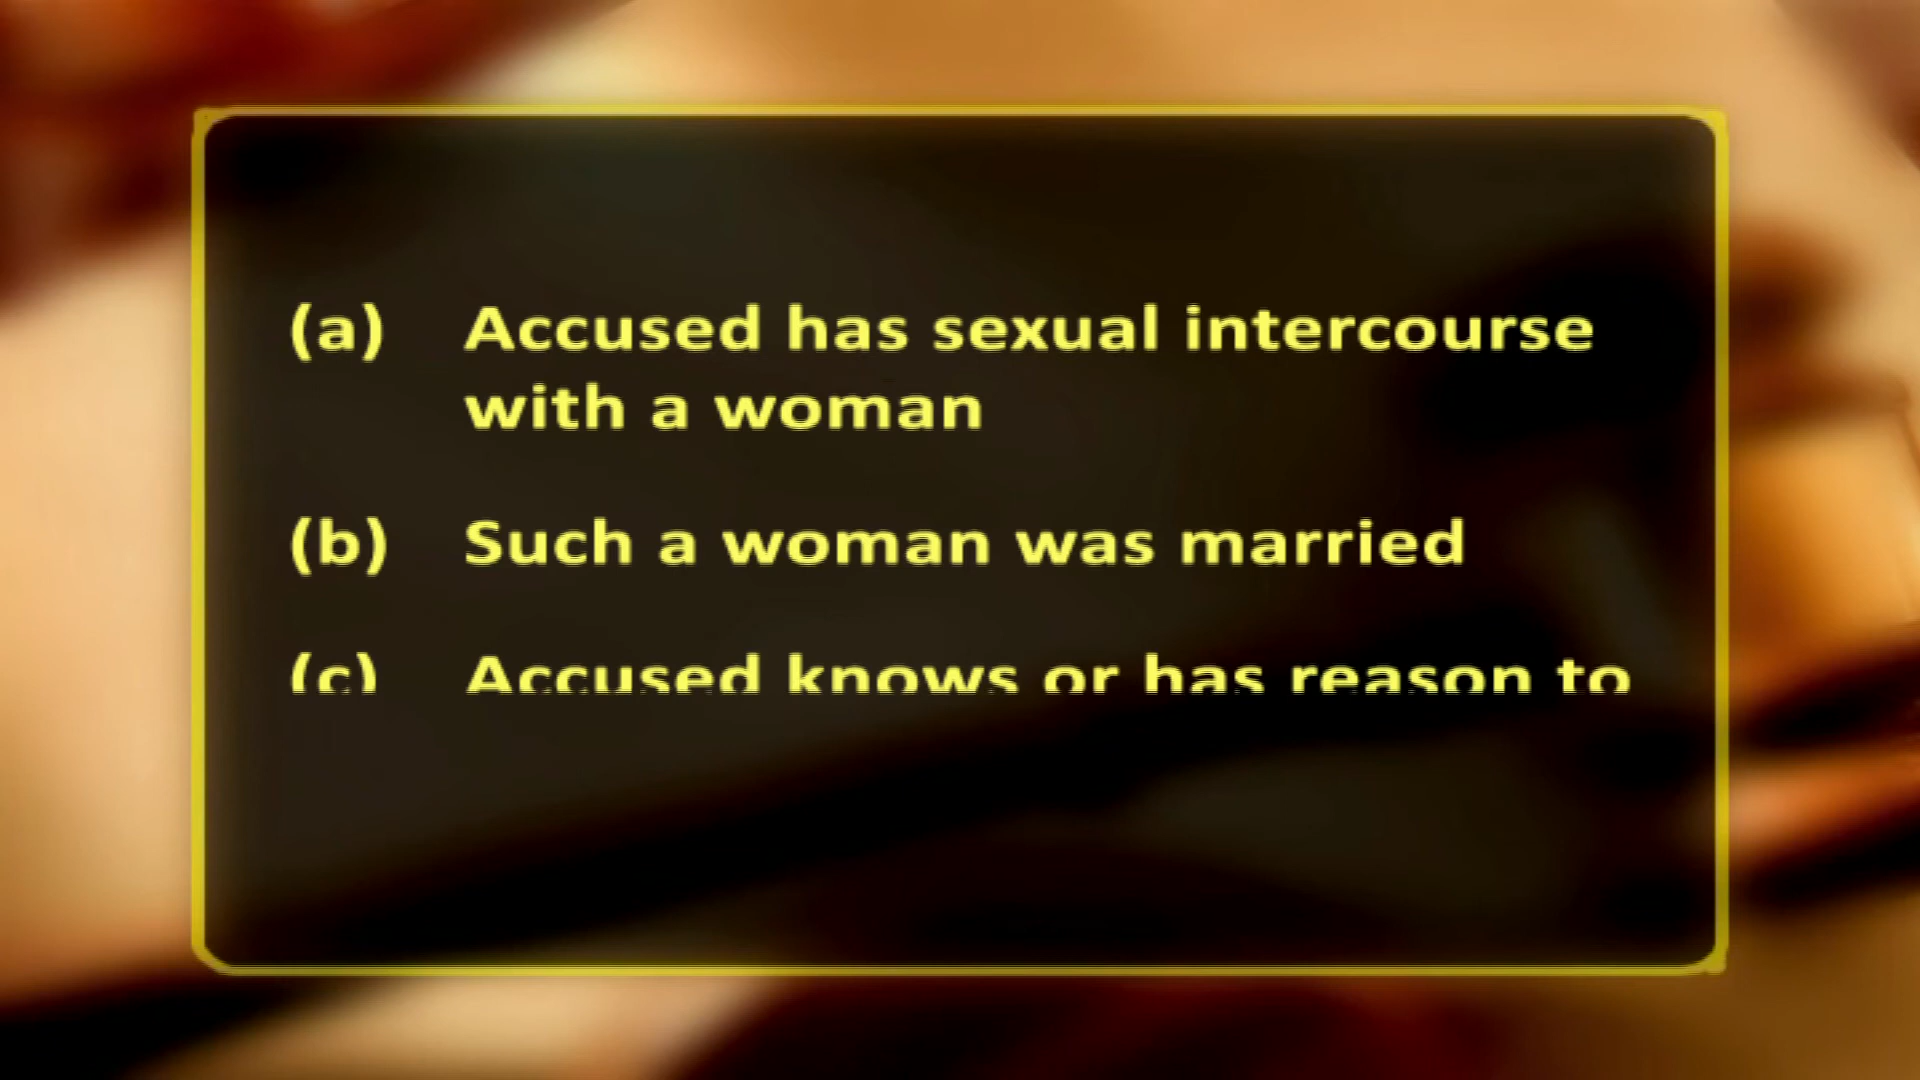 (a) Accused has sexual intercourse
with a woman
(b) Such a woman was married
(c) Accused knows or has reason to